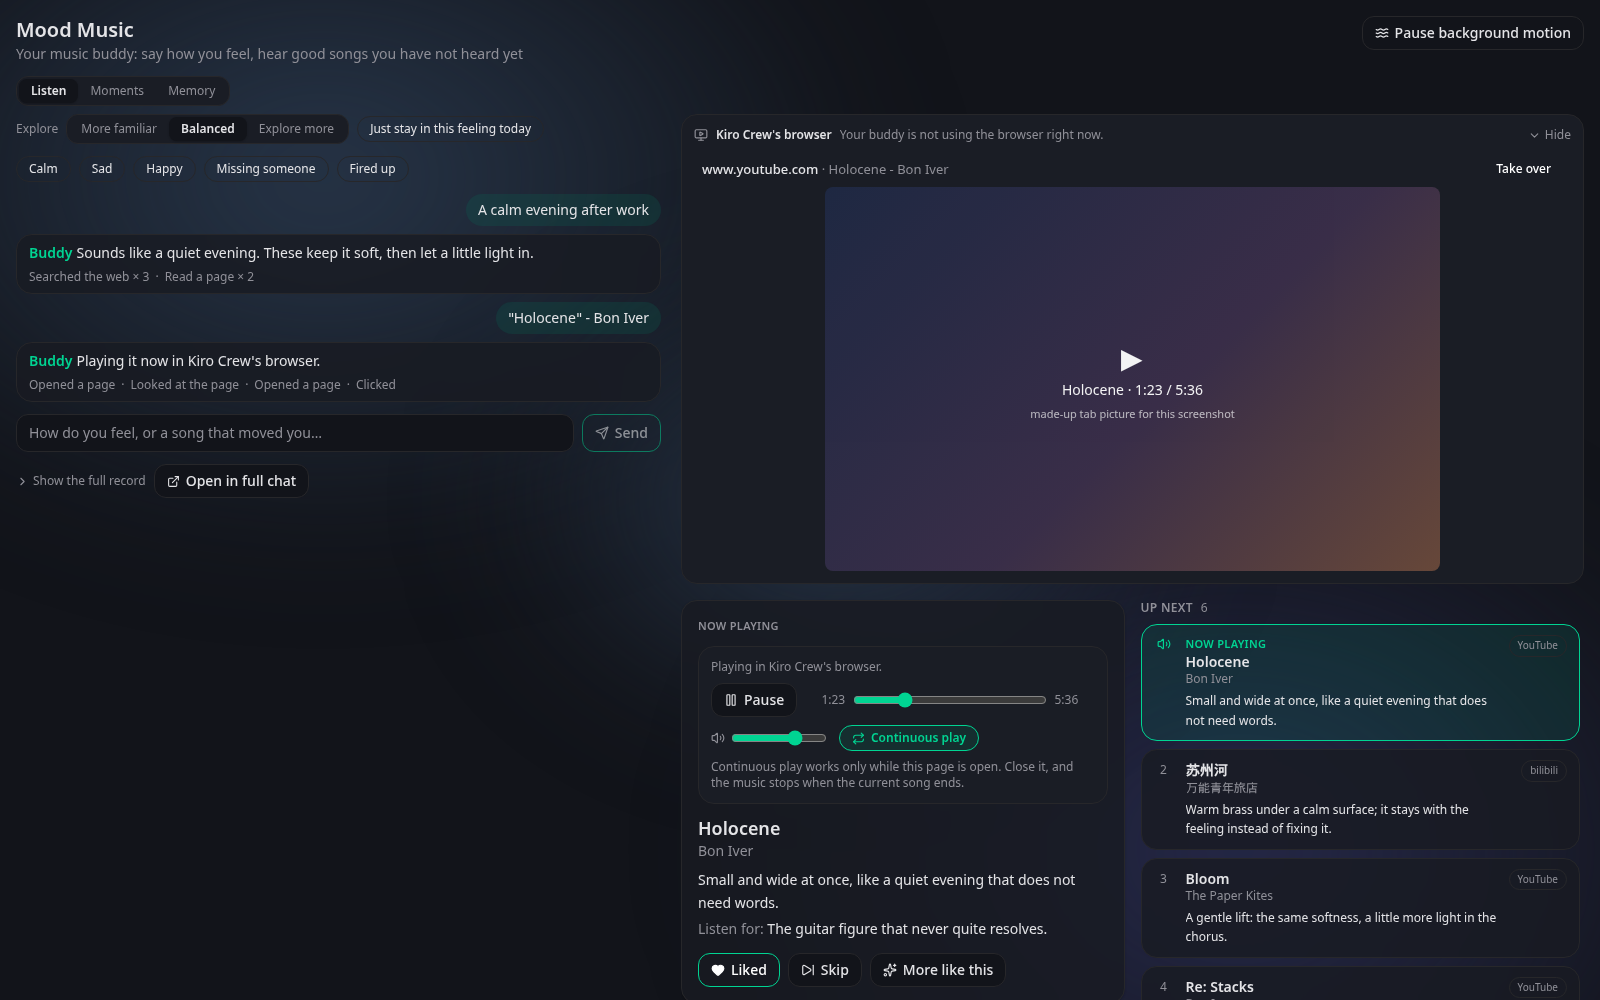 Mood Music
Your music buddy: say how you feel, hear good songs you have not heard yet
Pause background motion
Listen Moments Memory
Explore More familiar Balanced Explore more Just stay in this feeling today
Calm Sad Happy Missing someone Fired up
A calm evening after work
Buddy Sounds like a quiet evening. These keep it soft, then let a little light in.
Searched the web × 3 · Read a page × 2
"Holocene" - Bon Iver
Buddy Playing it now in Kiro Crew's browser.
Opened a page · Looked at the page · Opened a page · Clicked
How do you feel, or a song that moved you...
Send
Show the full record
Open in full chat
Kiro Crew's browser Your buddy is not using the browser right now.
Hide
www.youtube.com · Holocene - Bon Iver
Take over
Holocene · 1:23 / 5:36
made-up tab picture for this screenshot
NOW PLAYING
Playing in Kiro Crew's browser.
Pause 1:23 5:36
Continuous play
Continuous play works only while this page is open. Close it, and
the music stops when the current song ends.
Holocene
Bon Iver
Small and wide at once, like a quiet evening that does not
need words.
Listen for: The guitar figure that never quite resolves.
Liked Skip More like this
UP NEXT 6
NOW PLAYING
YouTube
Holocene
Bon Iver
Small and wide at once, like a quiet evening that does
not need words.
2 苏州河 bilibili
万能青年旅店
Warm brass under a calm surface; it stays with the
feeling instead of fixing it.
3 Bloom YouTube
The Paper Kites
A gentle lift: the same softness, a little more light in the
chorus.
4 Re: Stacks YouTube